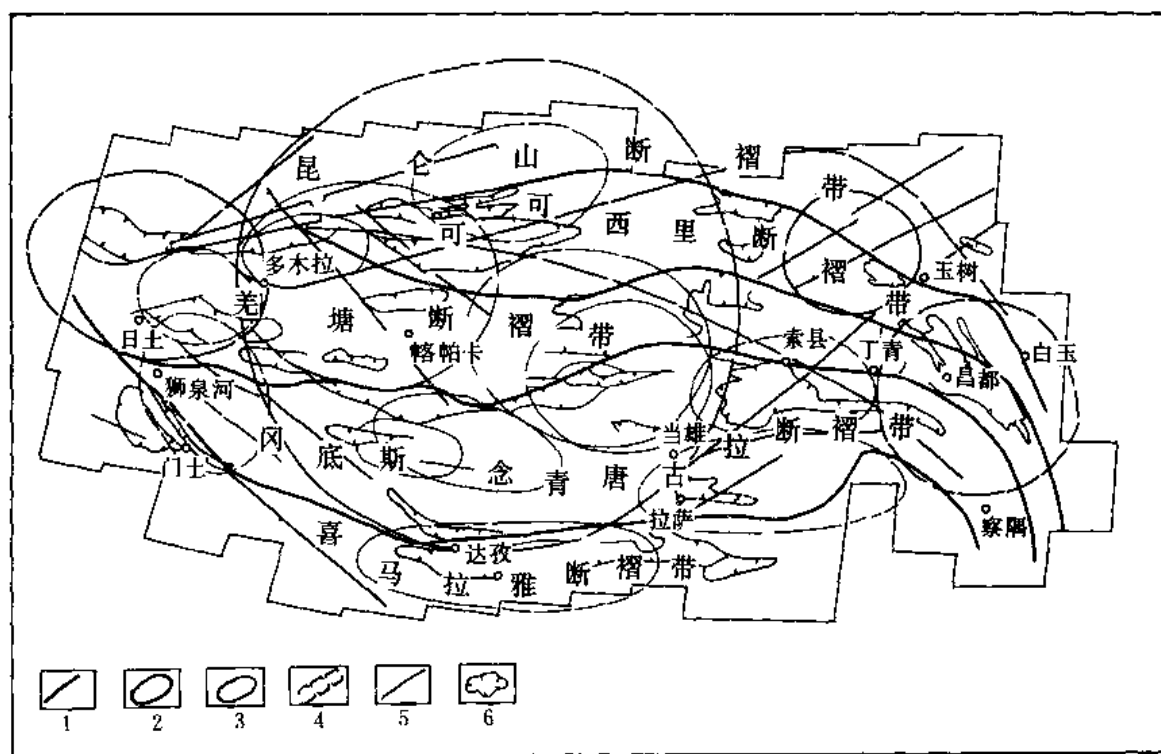 昆仑山断褶带
可可西里断褶带
羌塘断褶带
冈底斯念青唐古拉断褶带
喜马拉雅断褶带
多木拉
玉树
日土
喀帕卡
索县
丁青
白玉
昌都
狮泉河
门士
当雄
拉萨
察隅
达孜
1 2 3 4 5 6